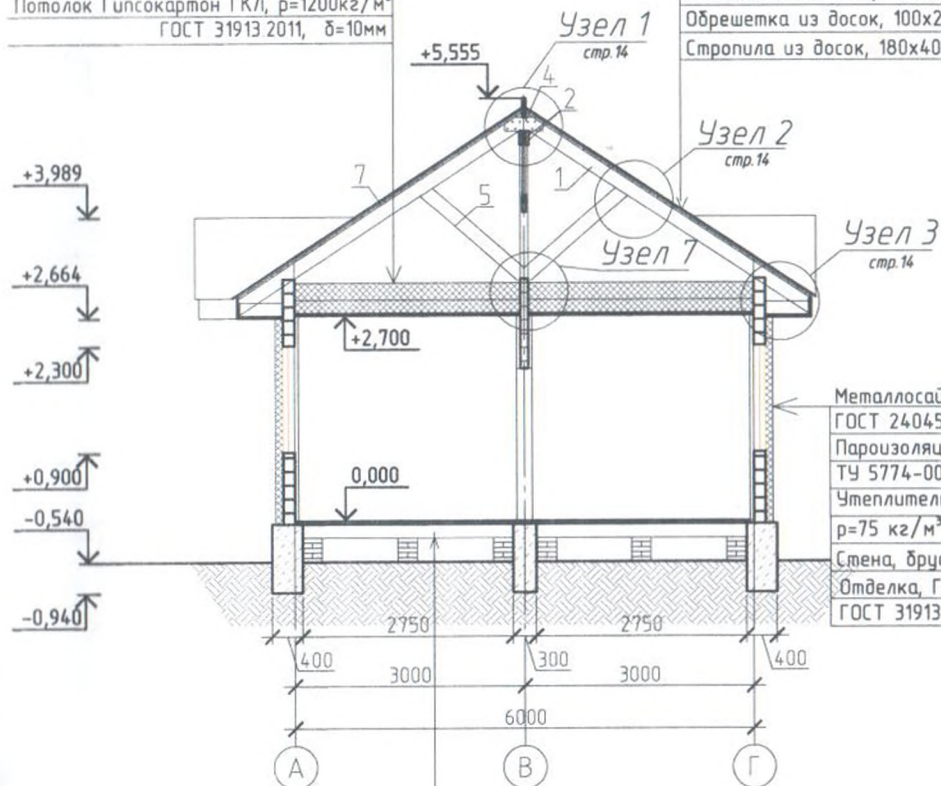 Потолок Гипсокартон ГКЛ, р=1200кг/м³
ГОСТ 31913.2011, δ=10мм
Обрешетка из досок, 100х2
Стропила из досок, 180х40
Узел 1
стр.14
+5,555
4
2
Узел 2
стр.14
+3,989
7
1
5
Узел 3
стр.14
Узел 7
+2,664
+2,700
+2,300
Металлосай
ГОСТ 24045
Пароизоляц
ТУ 5774-00
Утеплитель
р=75 кг/м³
Стена, брус
Отделка, Г
ГОСТ 31913
+0,900
0,000
-0,540
-0,940
2750
2750
400
300
400
3000
3000
6000
А
В
Г